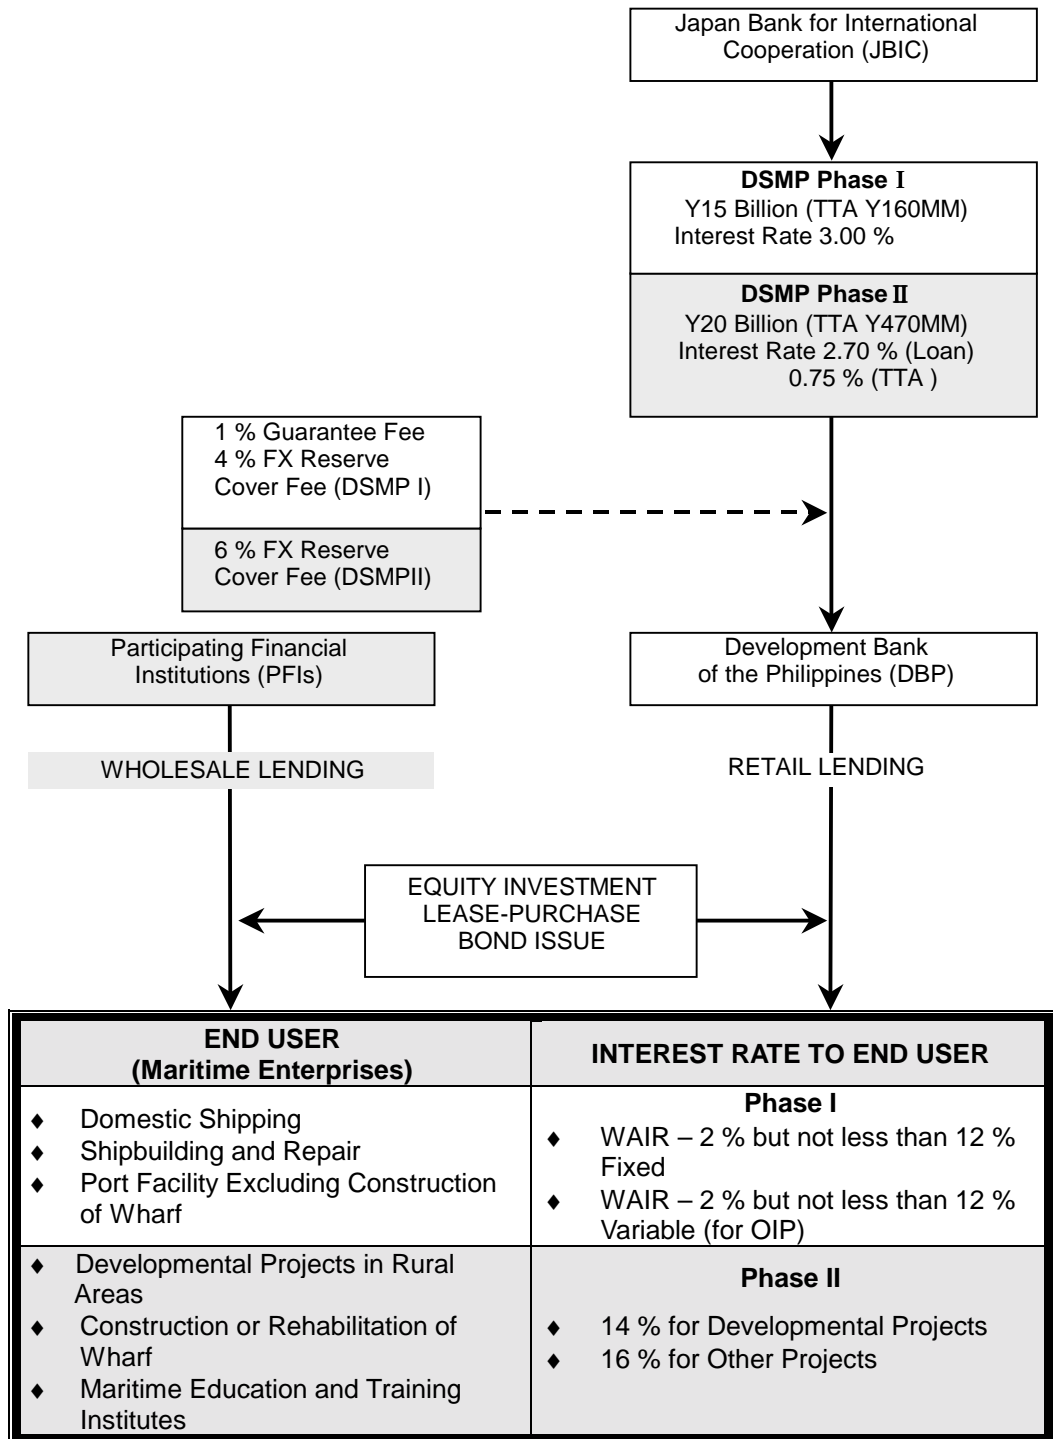 Japan Bank for International
Cooperation (JBIC)
DSMP Phase Ⅰ
Y15 Billion (TTA Y160MM)
Interest Rate 3.00 %
DSMP Phase Ⅱ
Y20 Billion (TTA Y470MM)
Interest Rate 2.70 % (Loan)
0.75 % (TTA )
1 % Guarantee Fee
4 % FX Reserve
Cover Fee (DSMP I)
6 % FX Reserve
Cover Fee (DSMPII)
Participating Financial
Institutions (PFIs)
Development Bank
of the Philippines (DBP)
WHOLESALE LENDING
RETAIL LENDING
EQUITY INVESTMENT
LEASE-PURCHASE
BOND ISSUE
END USER
(Maritime Enterprises)
♦ Domestic Shipping
♦ Shipbuilding and Repair
♦ Port Facility Excluding Construction
of Wharf
♦ Developmental Projects in Rural
Areas
♦ Construction or Rehabilitation of
Wharf
♦ Maritime Education and Training
Institutes
INTEREST RATE TO END USER
Phase I
♦ WAIR – 2 % but not less than 12 %
Fixed
♦ WAIR – 2 % but not less than 12 %
Variable (for OIP)
Phase II
♦ 14 % for Developmental Projects
♦ 16 % for Other Projects